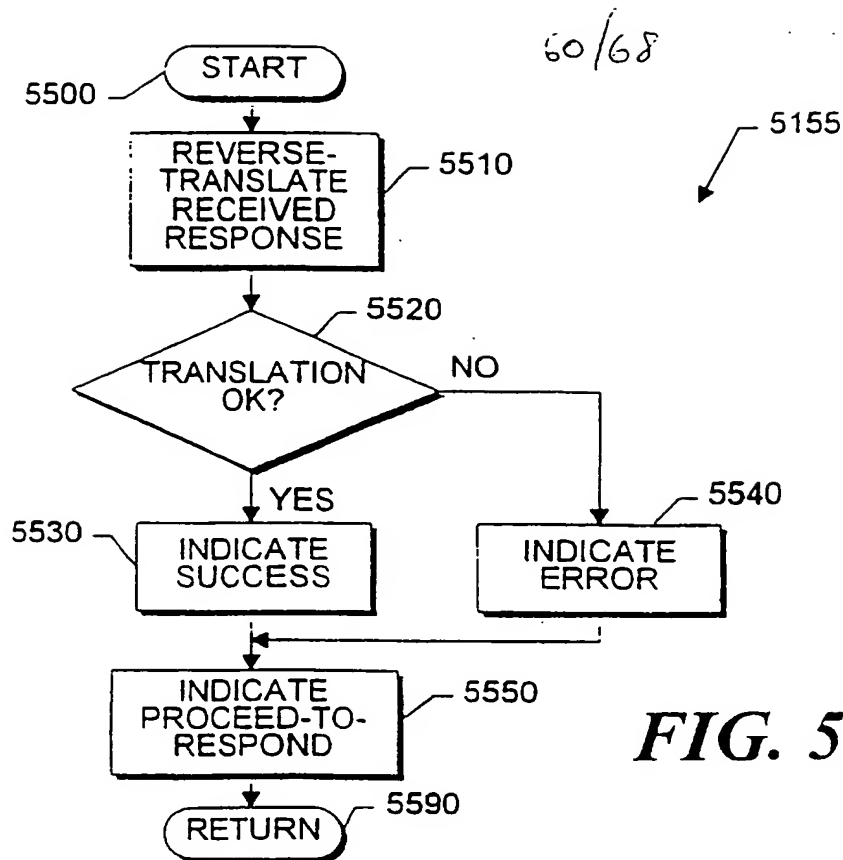 60/68
START
5500
5155
REVERSE-
TRANSLATE
RECEIVED
RESPONSE
5510
5520
TRANSLATION
OK?
NO
YES
5530
INDICATE
SUCCESS
5540
INDICATE
ERROR
INDICATE
PROCEED-TO-
RESPOND
5550
FIG. 5
RETURN
5590